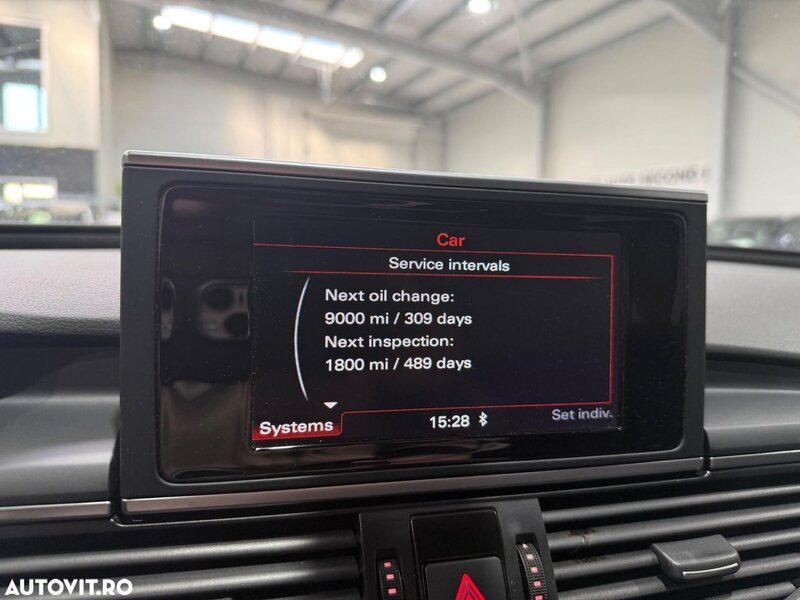 Car
Service intervals
Next oil change:
9000 mi / 309 days
Next inspection:
1800 mi / 489 days
Systems
15:28
Set indiv.
AUTOVIT.RO